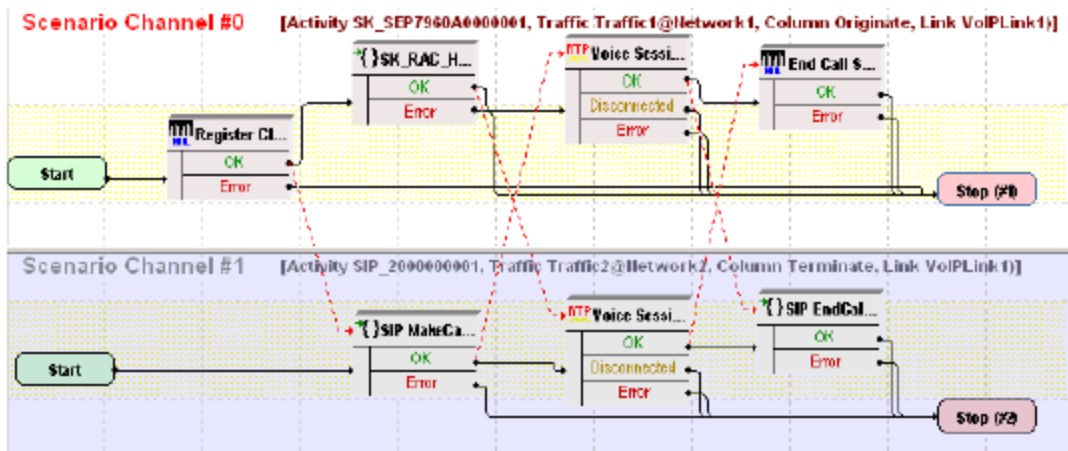 Scenario Channel #0 [Activity SK_SEP7960A0000001, Traffic Traffic1@Network1, Column Originate, Link VoIPLink1)]
{}SK_RAC_H...
OK
Error
RTP Voice Sessi...
OK
Disconnected
Error
End Call S...
OK
Error
Register Cl...
OK
Error
Start
Stop (#1)
Scenario Channel #1 [Activity SIP_2000000001, Traffic Traffic2@Network2, Column Terminate, Link VoIPLink1)]
{}SIP MakeCa...
OK
Error
RTP Voice Sessi...
OK
Disconnected
Error
{}SIP EndCal...
OK
Error
Start
Stop (#2)